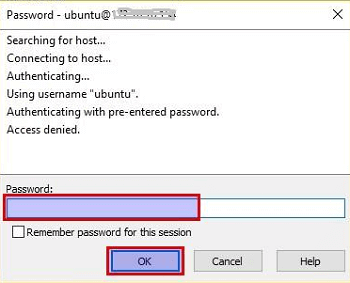 Password - ubuntu@
Searching for host...
Connecting to host...
Authenticating...
Using username "ubuntu".
Authenticating with pre-entered password.
Access denied.
Password:
Remember password for this session
OK Cancel Help